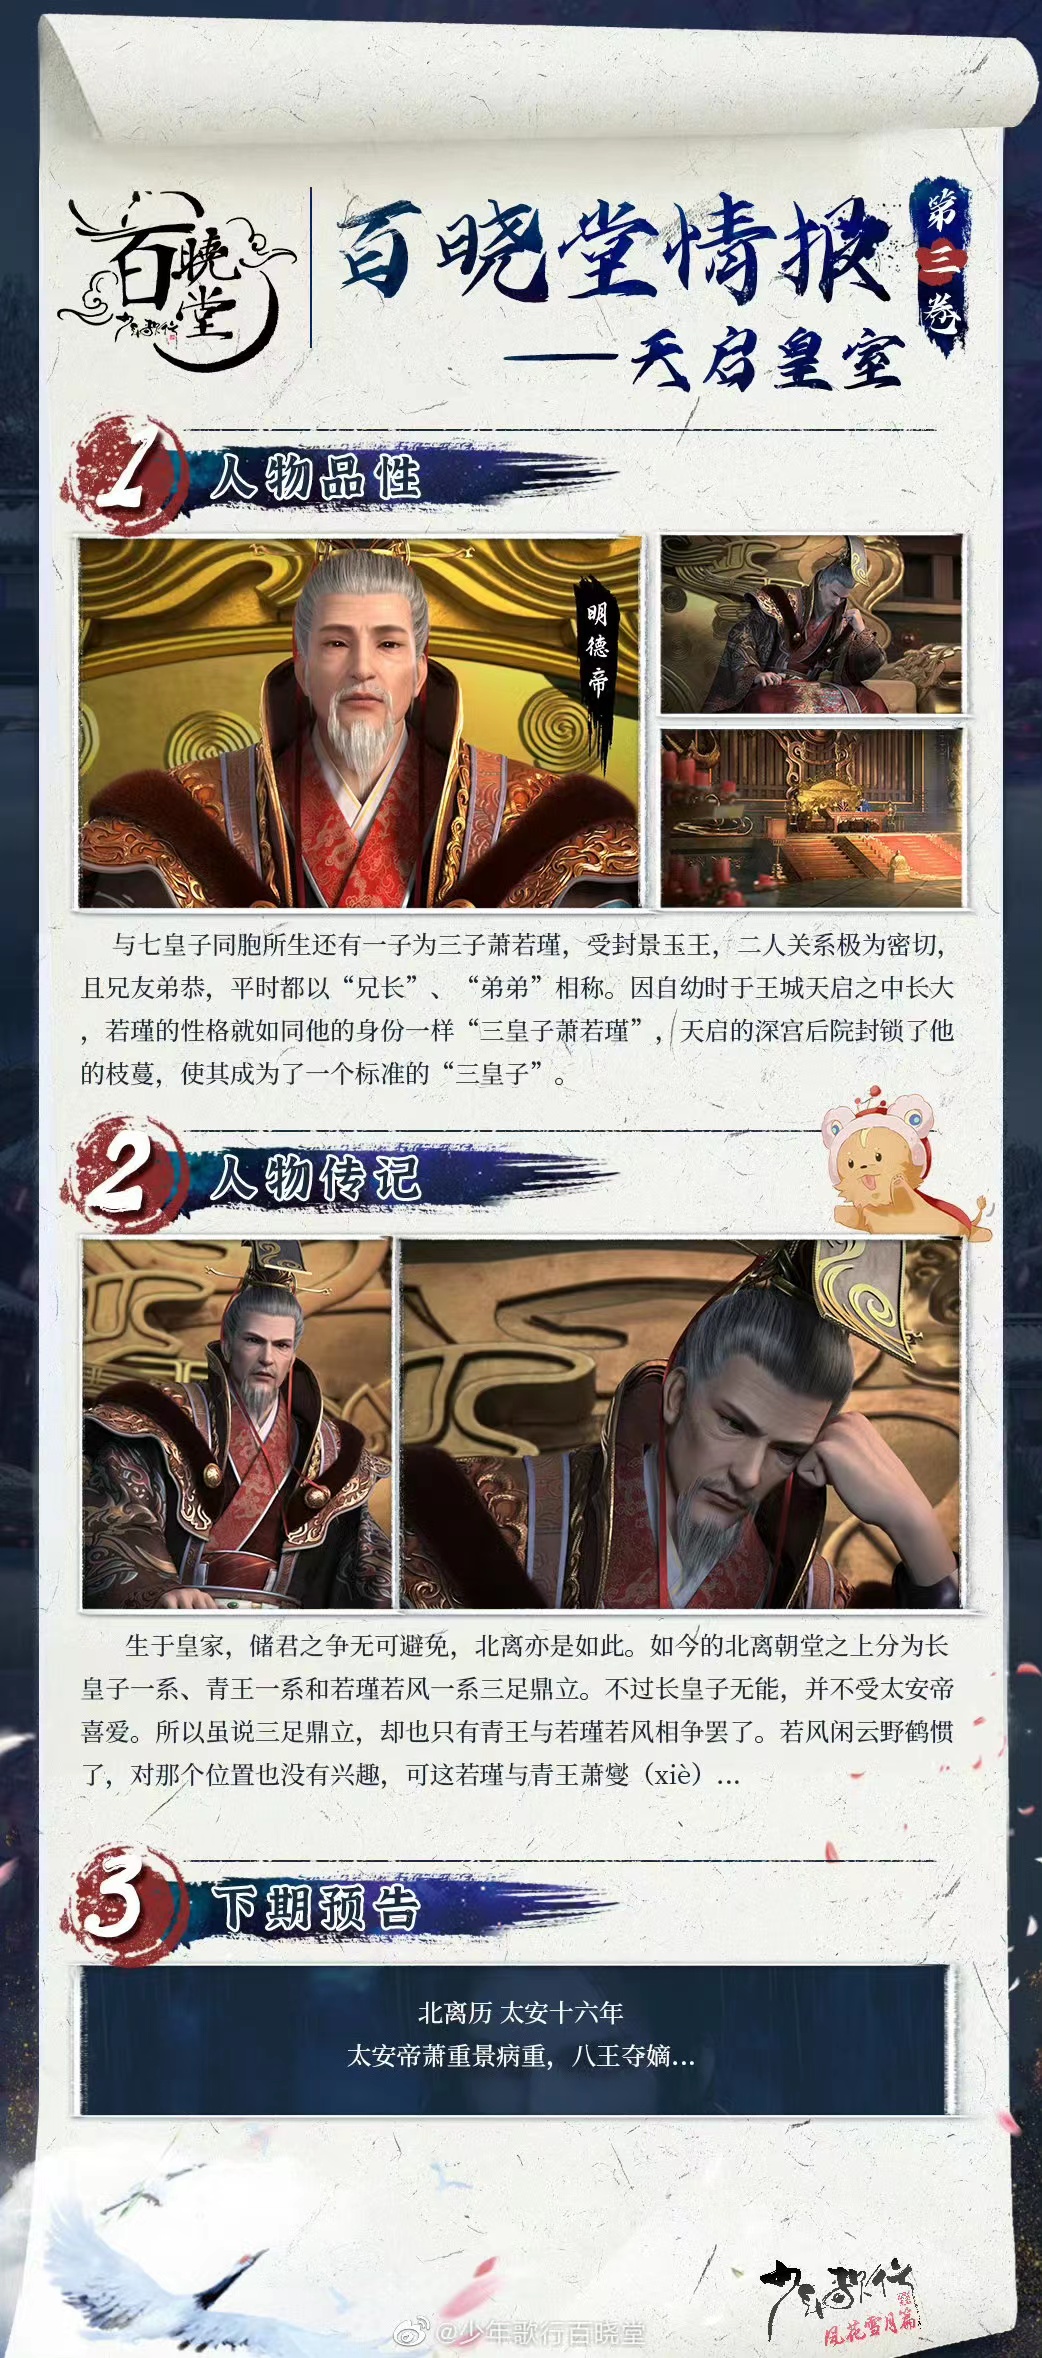 百晓堂
少年歌行
百晓堂情报
第三卷
——天启皇室
1 人物品性
明德帝
与七皇子同胞所生还有一子为三子萧若瑾，受封景玉王，二人关系极为密切，
且兄友弟恭，平时都以“兄长”、“弟弟”相称。因自幼时于王城天启之中长大
，若瑾的性格就如同他的身份一样“三皇子萧若瑾”，天启的深宫后院封锁了他
的枝蔓，使其成为了一个标准的“三皇子”。
2 人物传记
生于皇家，储君之争无可避免，北离亦是如此。如今的北离朝堂之上分为长
皇子一系、青王一系和若瑾若风一系三足鼎立。不过长皇子无能，并不受太安帝
喜爱。所以虽说三足鼎立，却也只有青王与若瑾若风相争罢了。若风闲云野鹤惯
了，对那个位置也没有兴趣，可这若瑾与青王萧燮（xiè）...
3 下期预告
北离历 太安十六年
太安帝萧重景病重，八王夺嫡...
少年歌行
风花雪月篇
@少年歌行百晓堂